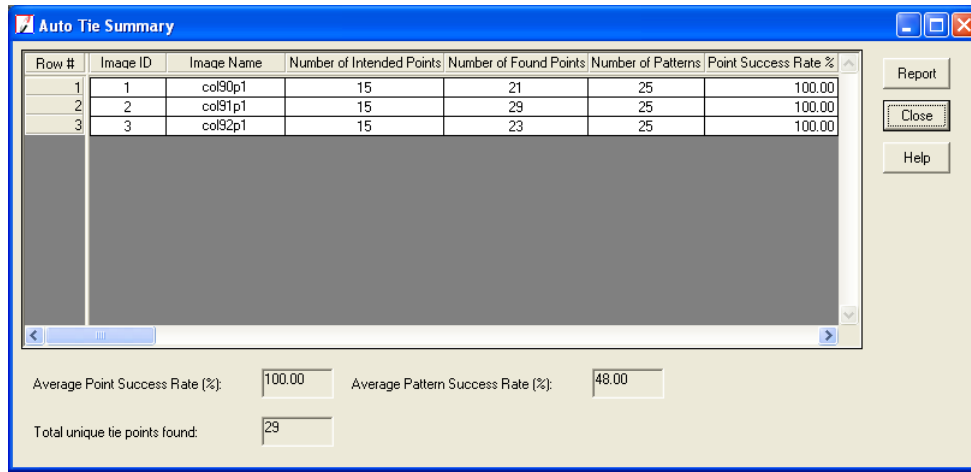 Auto Tie Summary
Row # Image ID Image Name Number of Intended Points Number of Found Points Number of Patterns Point Success Rate %
1 1 col90p1 15 21 25 100.00
2 2 col91p1 15 29 25 100.00
3 3 col92p1 15 23 25 100.00
Report
Close
Help
Average Point Success Rate (%): 100.00 Average Pattern Success Rate (%): 48.00
Total unique tie points found: 29